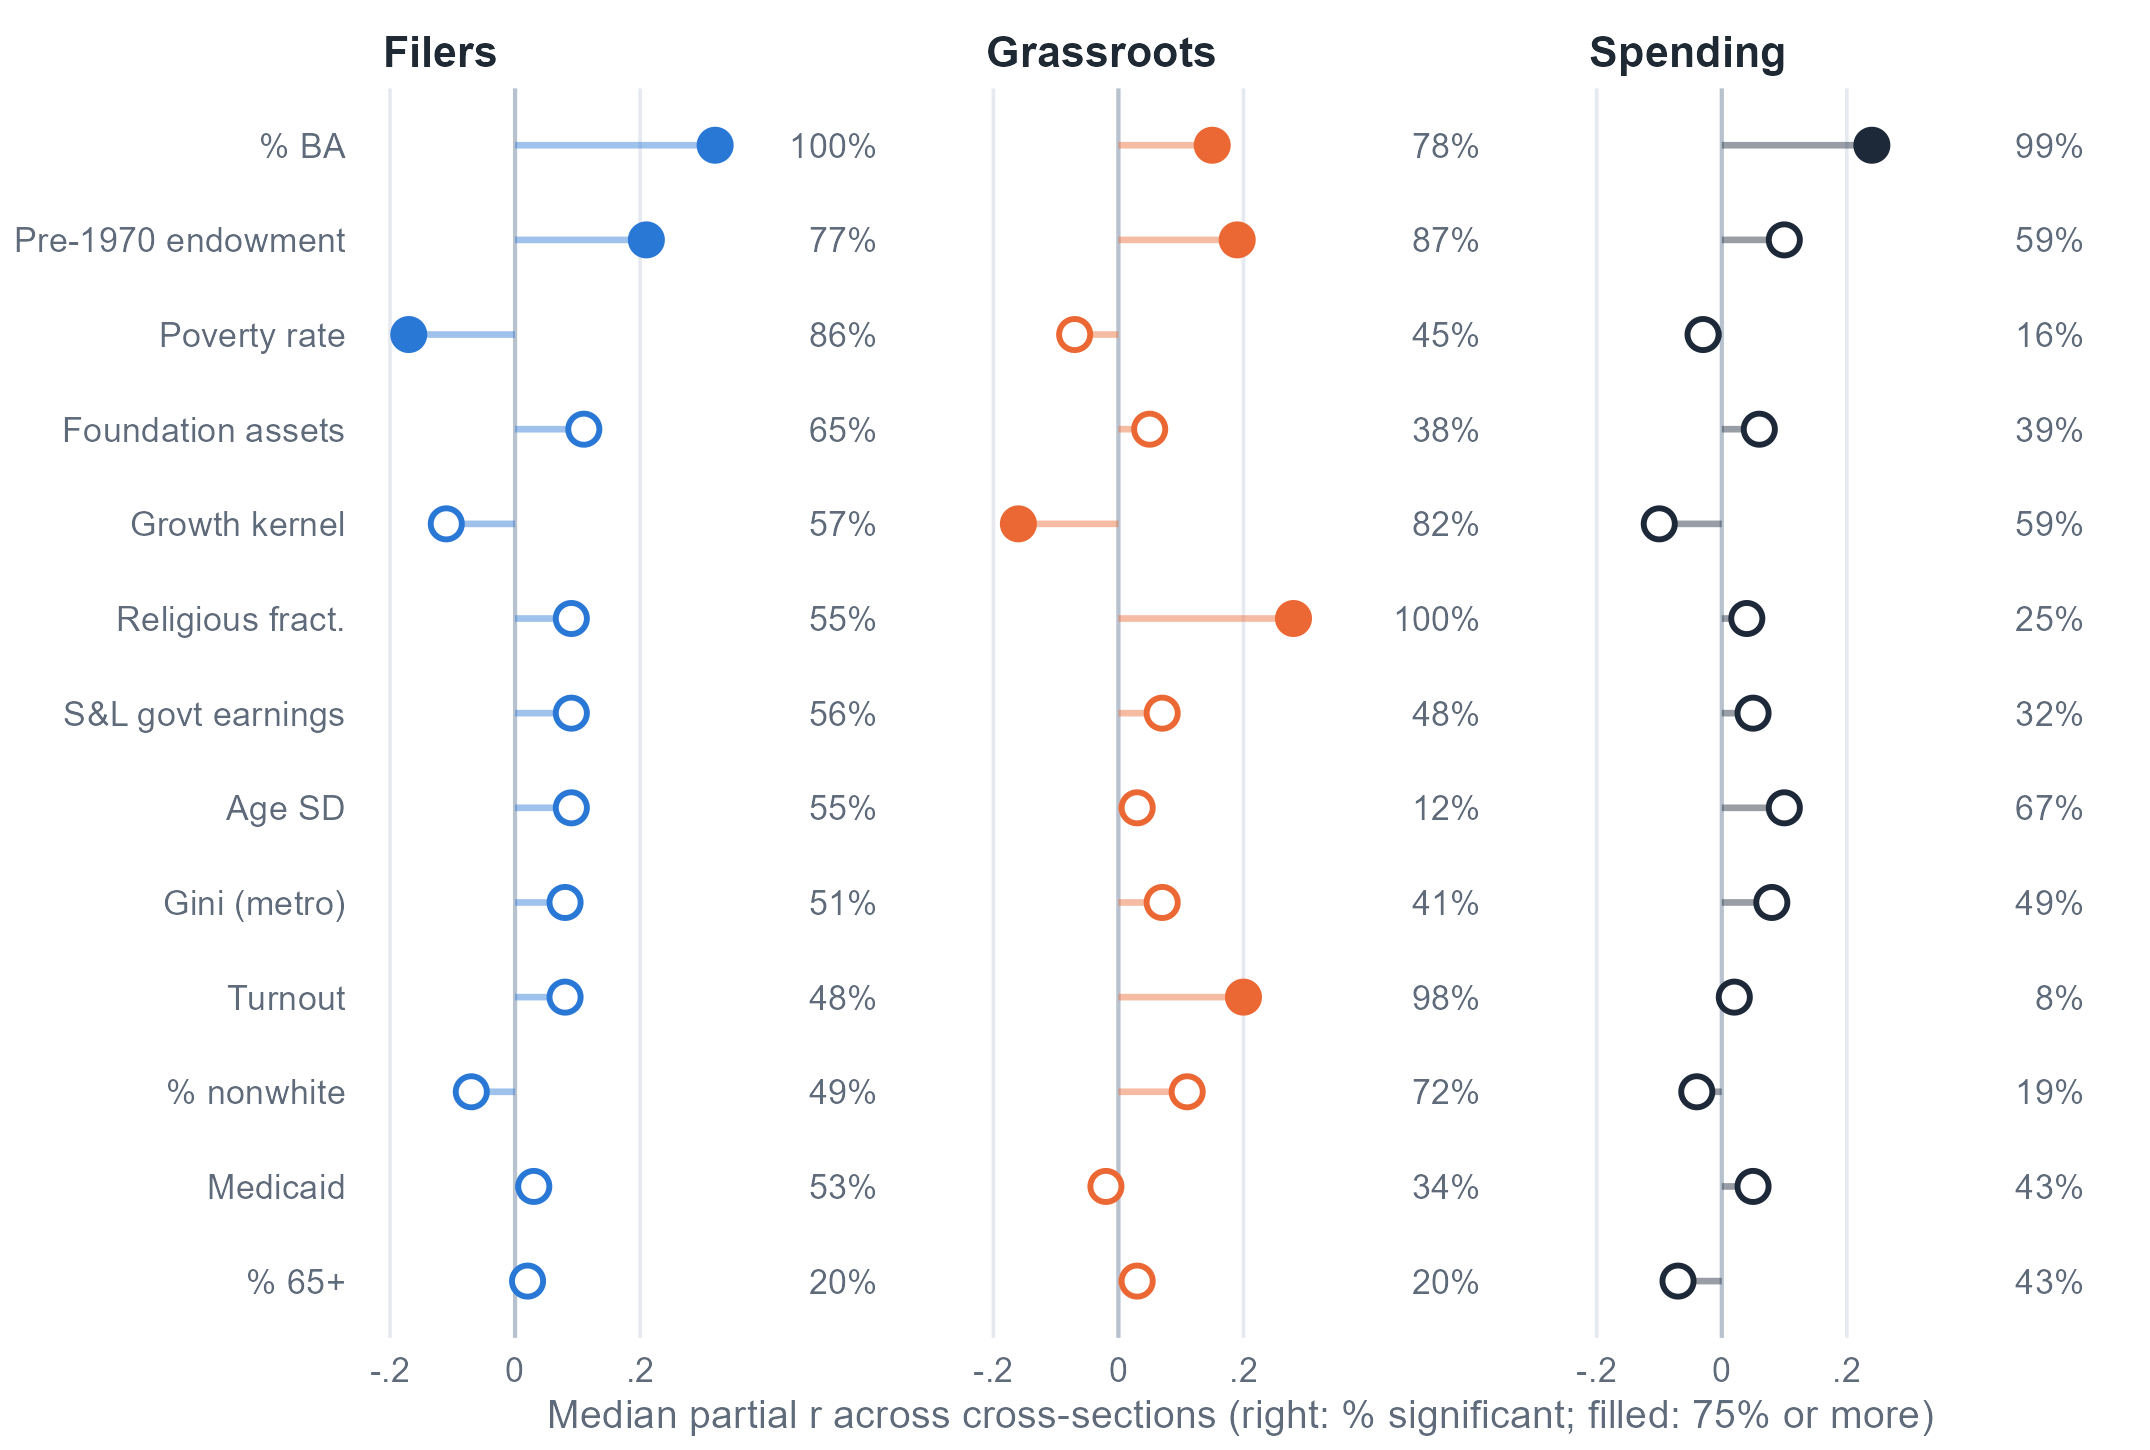 Filers Grassroots Spending
% BA 100% 78% 99%
Pre-1970 endowment 77% 87% 59%
Poverty rate 86% 45% 16%
Foundation assets 65% 38% 39%
Growth kernel 57% 82% 59%
Religious fract. 55% 100% 25%
S&L govt earnings 56% 48% 32%
Age SD 55% 12% 67%
Gini (metro) 51% 41% 49%
Turnout 48% 98% 8%
% nonwhite 49% 72% 19%
Medicaid 53% 34% 43%
% 65+ 20% 20% 43%
-.2 0 .2 -.2 0 .2 -.2 0 .2
Median partial r across cross-sections (right: % significant; filled: 75% or more)